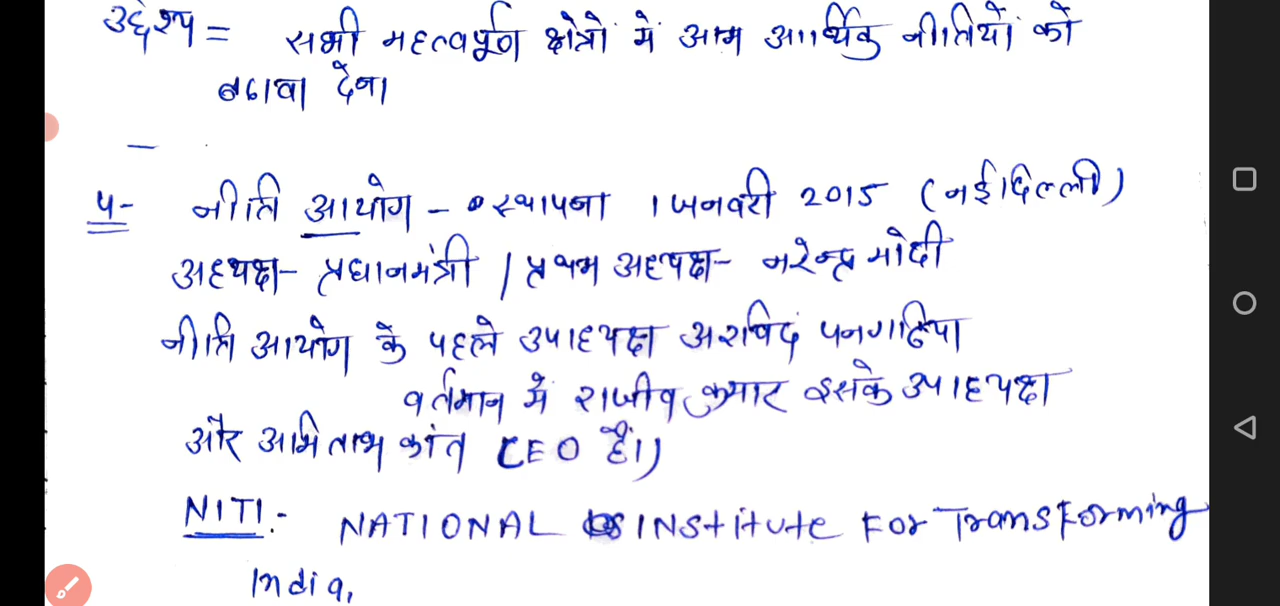 उद्देश्य = सभी महत्वपूर्ण क्षेत्रों में आम आर्थिक नीतियों को
बढावा देना
५- नीति आयोग - स्थापना 1 जनवरी 2015 (नई दिल्ली)
अध्यक्ष- प्रधानमंत्री / प्रथम अध्यक्ष- नरेन्द्र मोदी
नीति आयोग के पहले उपाध्यक्ष अरविंद पनगढिया
वर्तमान में राजीव कुमार इसके उपाध्यक्ष
और अमिताभ कांत CEO हैं।)
NITI:- NATIONAL INStitute For Transforming
India,